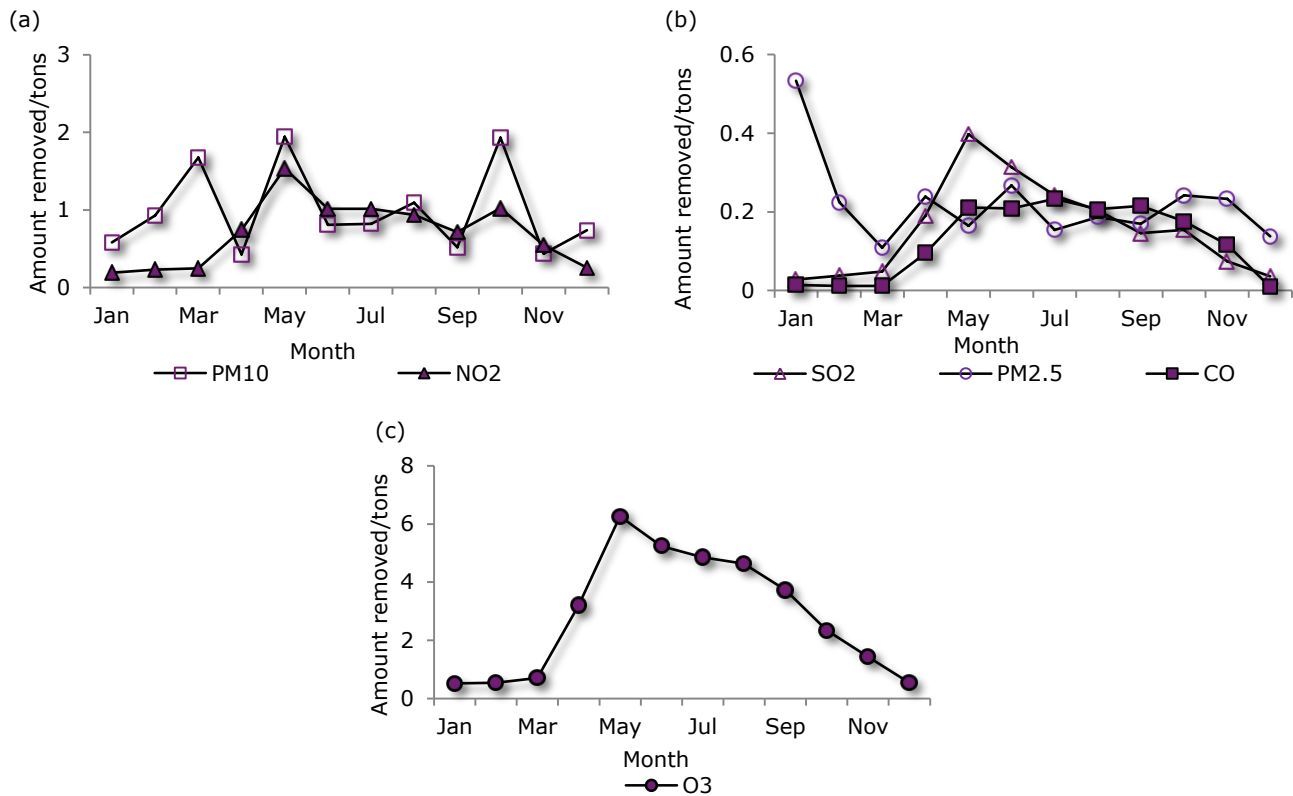 (a)
3
2
1
0
Amount removed/tons
Jan Mar May Jul Sep Nov
Month
PM10 NO2
(b)
0.6
0.4
0.2
0
Amount removed/tons
Jan Mar May Jul Sep Nov
Month
SO2 PM2.5 CO
(c)
8
6
4
2
0
Amount removed/tons
Jan Mar May Jul Sep Nov
Month
O3